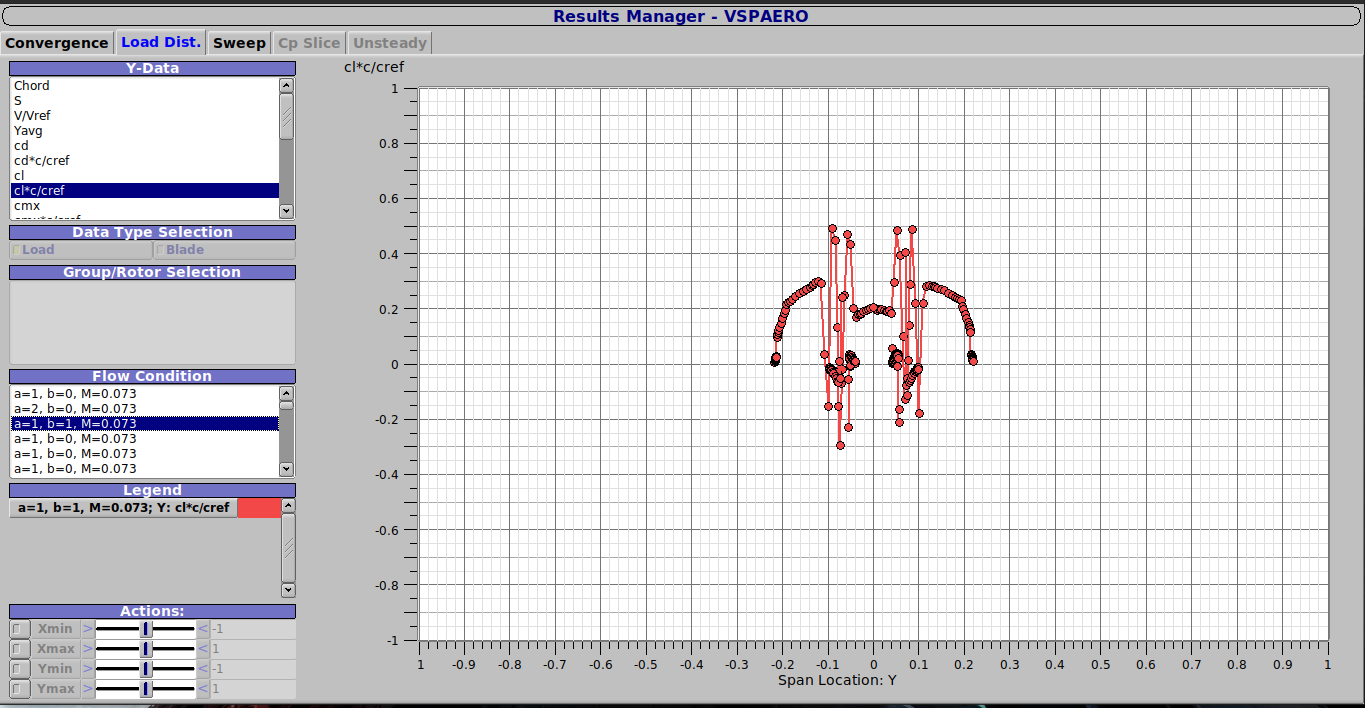 Results Manager - VSPAERO
Convergence Load Dist. Sweep Cp Slice Unsteady
Y-Data
Chord
S
V/Vref
Yavg
cd
cd*c/cref
cl
cl*c/cref
cmx
Data Type Selection
Load Blade
Group/Rotor Selection
Flow Condition
a=1, b=0, M=0.073
a=2, b=0, M=0.073
a=1, b=1, M=0.073
a=1, b=0, M=0.073
a=1, b=0, M=0.073
a=1, b=0, M=0.073
Legend
a=1, b=1, M=0.073; Y: cl*c/cref
Actions:
Xmin > < -1
Xmax > < 1
Ymin > < -1
Ymax > < 1
cl*c/cref
1
0.8
0.6
0.4
0.2
0
-0.2
-0.4
-0.6
-0.8
-1
1 -0.9 -0.8 -0.7 -0.6 -0.5 -0.4 -0.3 -0.2 -0.1 0 0.1 0.2 0.3 0.4 0.5 0.6 0.7 0.8 0.9 1
Span Location: Y